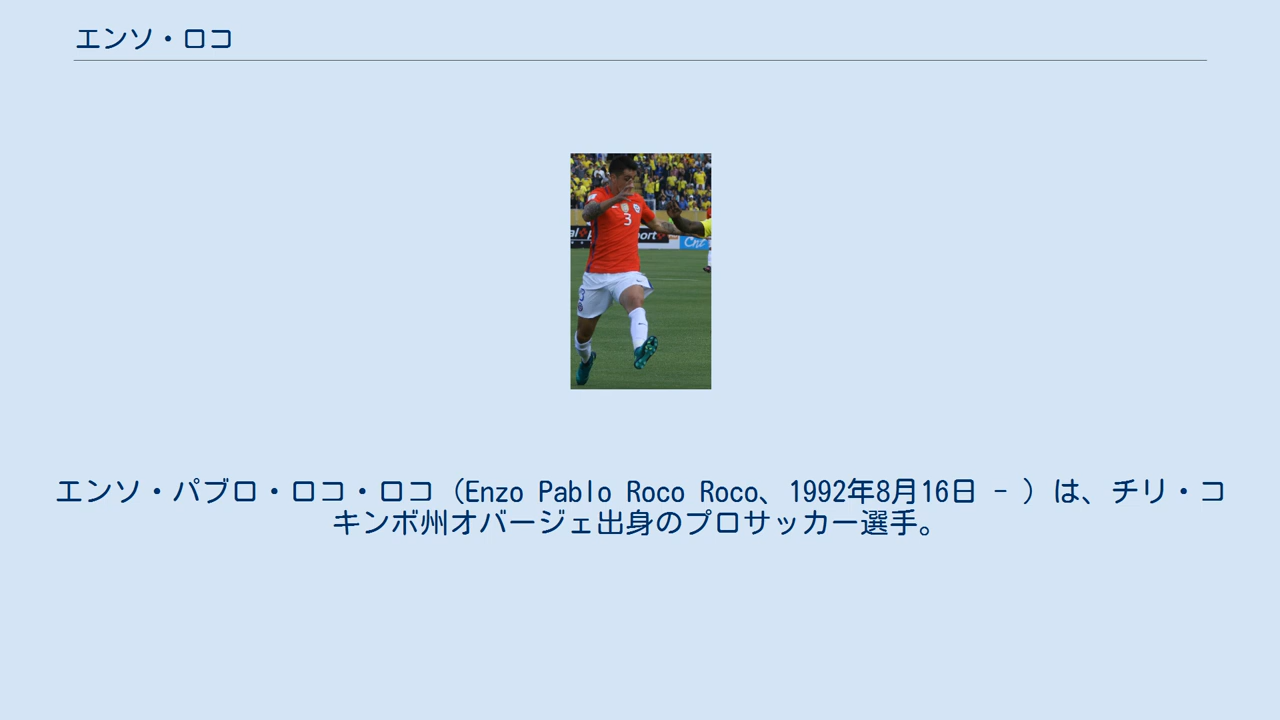 エンソ・ロコ
3
エンソ・パブロ・ロコ・ロコ（Enzo Pablo Roco Roco、1992年8月16日 - ）は、チリ・コ
キンボ州オバージェ出身のプロサッカー選手。